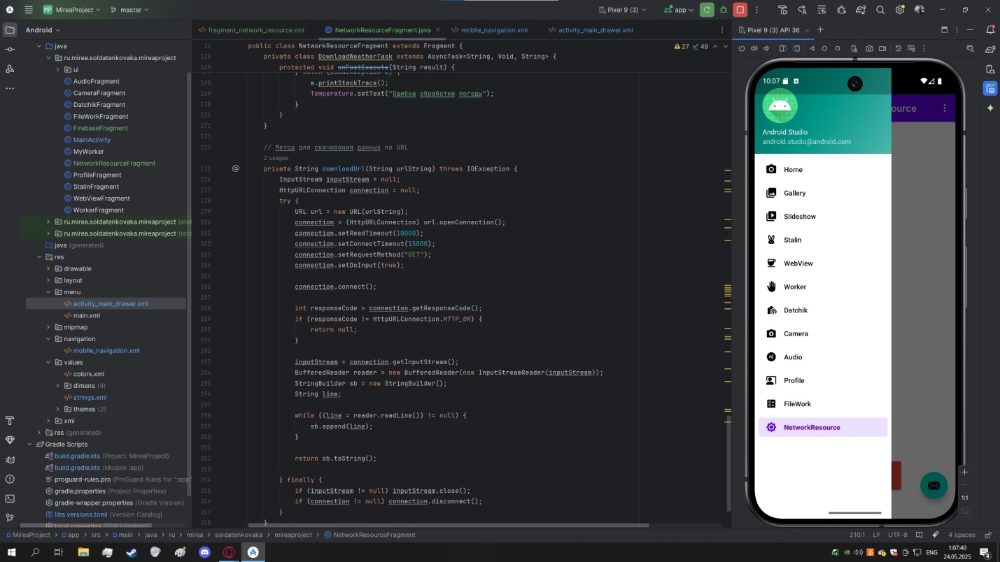 MP MireaProject
master
Pixel 9 (3)
app
Android
java
ru.mirea.soldatenkovaka.mireaproject
ui
AudioFragment
CameraFragment
DatchikFragment
FileWorkFragment
FirebaseFragment
MainActivity
MyWorker
NetworkResourceFragment
ProfileFragment
StalinFragment
WebViewFragment
WorkerFragment
ru.mirea.soldatenkovaka.mireaproject (and
ru.mirea.soldatenkovaka.mireaproject (test
java (generated)
res
drawable
layout
menu
activity_main_drawer.xml
main.xml
mipmap
navigation
mobile_navigation.xml
values
colors.xml
dimens (4)
strings.xml
themes (2)
xml
res (generated)
Gradle Scripts
build.gradle.kts (Project: MireaProject)
build.gradle.kts (Module :app)
proguard-rules.pro (ProGuard Rules for ":app"
gradle.properties (Project Properties)
gradle-wrapper.properties (Gradle Version)
libs.versions.toml (Version Catalog)
local.properties (SDK Location)
fragment_network_resource.xml
NetworkResourceFragment.java
mobile_navigation.xml
activity_main_drawer.xml
27 49
26 public class NetworkResourceFragment extends Fragment {
125 private class DownloadWeatherTask extends AsyncTask<String, Void, String> {
149 protected void onPostExecute(String result) {
168 e.printStackTrace();
169 Temperature.setText("Ошибка обработки погоды");
170 }
171 }
172 }
173
174 // Метод для скачивания данных по URL
2 usages
175 private String downloadUrl(String urlString) throws IOException {
176 InputStream inputStream = null;
177 HttpURLConnection connection = null;
178 try {
179 URL url = new URL(urlString);
180 connection = (HttpURLConnection) url.openConnection();
181 connection.setReadTimeout(10000);
182 connection.setConnectTimeout(15000);
183 connection.setRequestMethod("GET");
184 connection.setDoInput(true);
185
186 connection.connect();
187
188 int responseCode = connection.getResponseCode();
189 if (responseCode != HttpURLConnection.HTTP_OK) {
190 return null;
191 }
192
193 inputStream = connection.getInputStream();
194 BufferedReader reader = new BufferedReader(new InputStreamReader(inputStream));
195 StringBuilder sb = new StringBuilder();
196 String line;
197
198 while ((line = reader.readLine()) != null) {
199 sb.append(line);
200 }
201
202 return sb.toString();
203
204 } finally {
205 if (inputStream != null) inputStream.close();
206 if (connection != null) connection.disconnect();
207 }
208 }
Pixel 9 (3) API 36
10:07
ource
Android Studio
android.studio@android.com
Home
Gallery
Slideshow
Stalin
WebView
Worker
Datchik
Camera
Audio
Profile
FileWork
NetworkResource
1:1
MireaProject > app > src > main > java > ru > mirea > soldatenkovaka > mireaproject > NetworkResourceFragment
210:1 LF UTF-8 4 spaces
ENG
1:07:40
24.05.2025
4